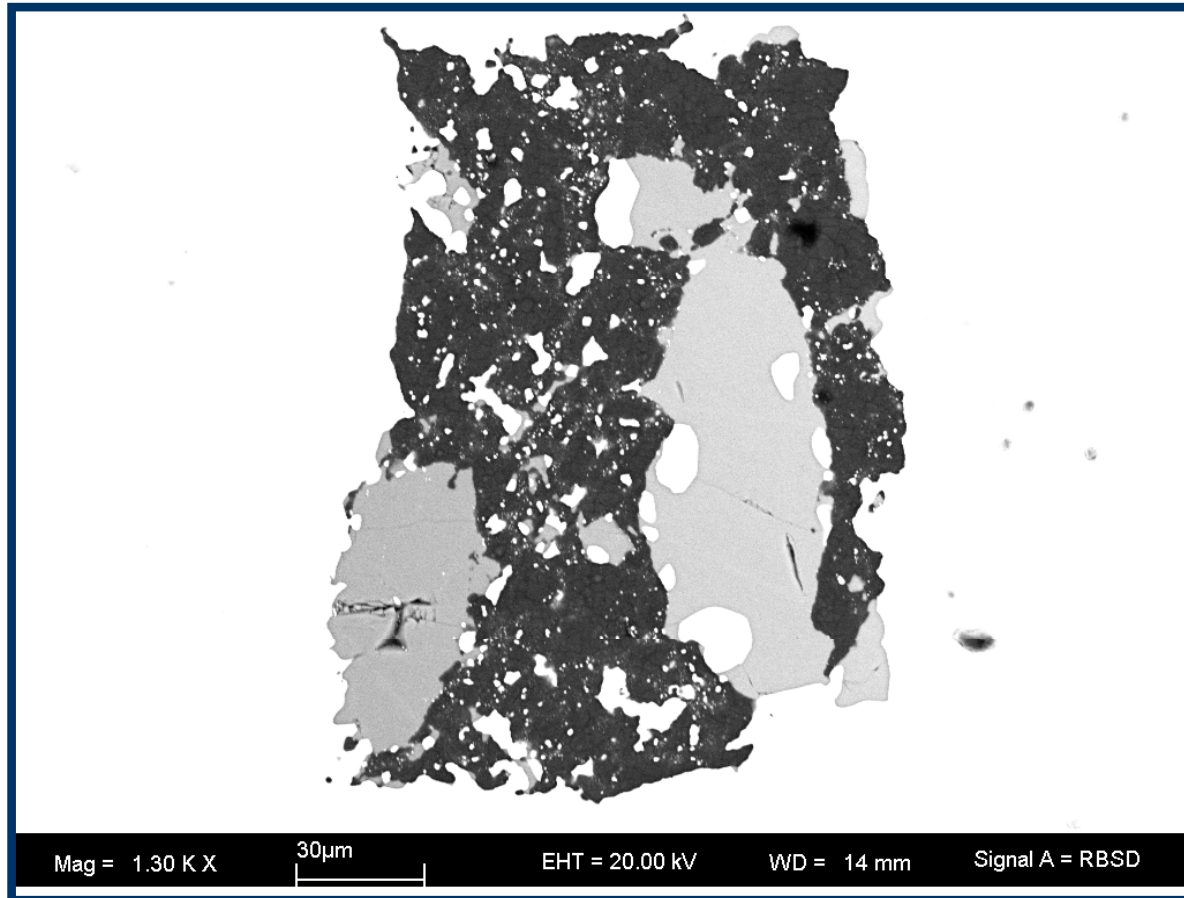 Mag = 1.30 K X
30µm
EHT = 20.00 kV
WD = 14 mm
Signal A = RBSD